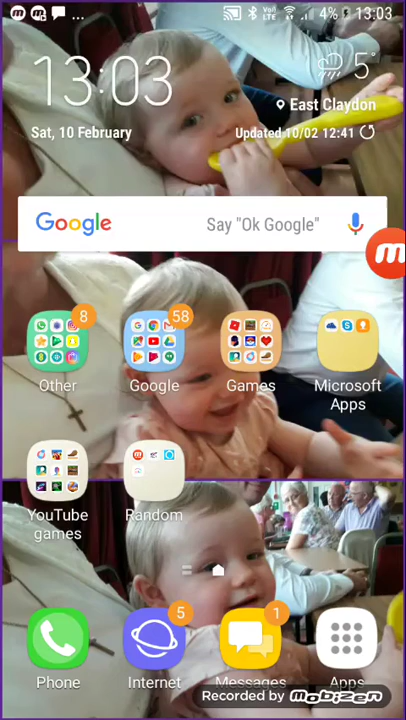 VoLTE 4% 13:03
13:03
5°
East Claydon
Sat, 10 February
Updated 10/02 12:41
Google Say "Ok Google"
8
58
Other
Google
Games
Microsoft Apps
YouTube games
Random
5
1
Phone
Internet
Messages
Apps
Recorded by Mobizen